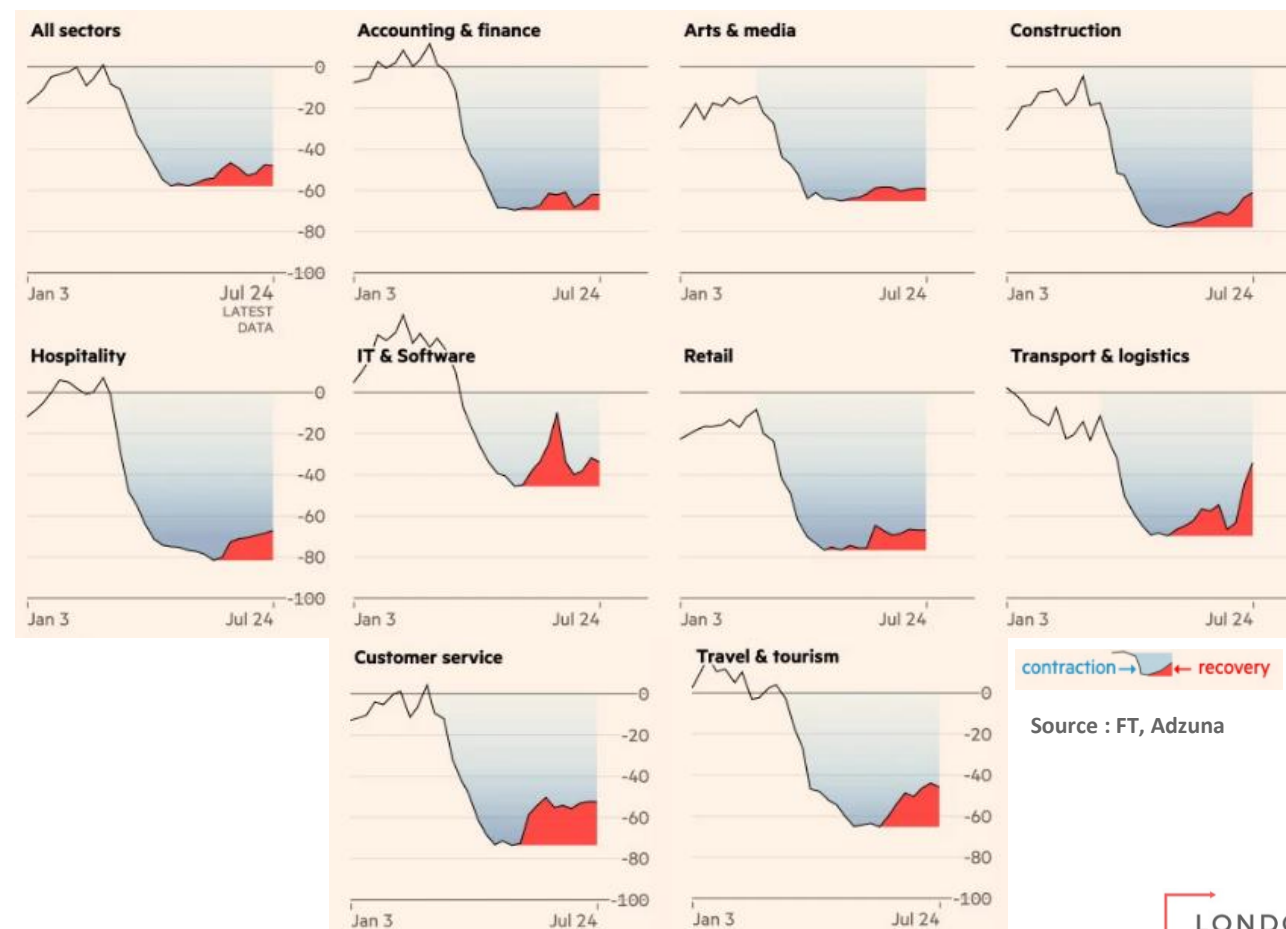 All sectors
Accounting & finance
Arts & media
Construction
0
-20
-40
-60
-80
-100
Jan 3
Jul 24
LATEST
DATA
Jan 3
Jul 24
Jan 3
Jul 24
Jan 3
Jul 24
Hospitality
IT & Software
Retail
Transport & logistics
0
-20
-40
-60
-80
-100
Jan 3
Jul 24
Jan 3
Jul 24
Jan 3
Jul 24
Jan 3
Jul 24
Customer service
Travel & tourism
0
-20
-40
-60
-80
-100
Jan 3
Jul 24
0
-20
-40
-60
-80
-100
Jan 3
Jul 24
contraction
recovery
Source : FT, Adzuna